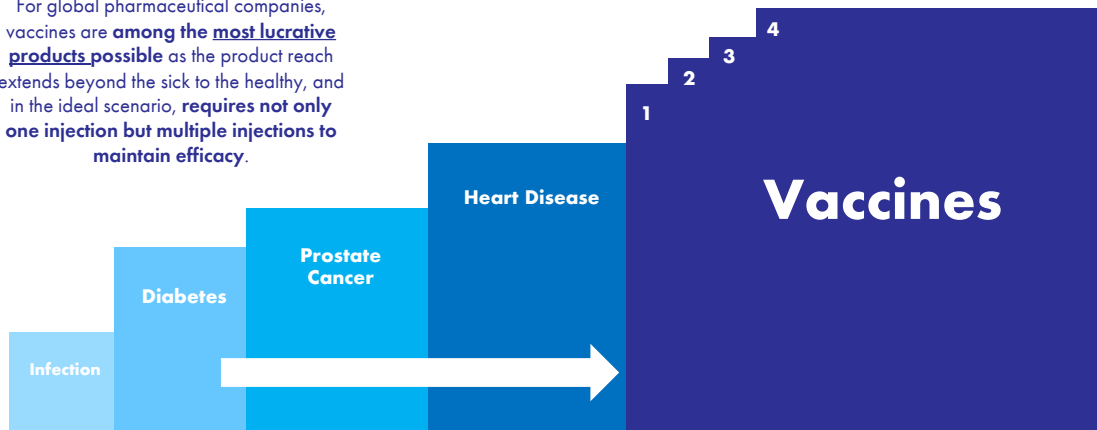 For global pharmaceutical companies,
vaccines are among the most lucrative
products possible as the product reach
extends beyond the sick to the healthy, and
in the ideal scenario, requires not only
one injection but multiple injections to
maintain efficacy.
4
3
2
1
Vaccines
Heart Disease
Prostate
Cancer
Diabetes
Infection